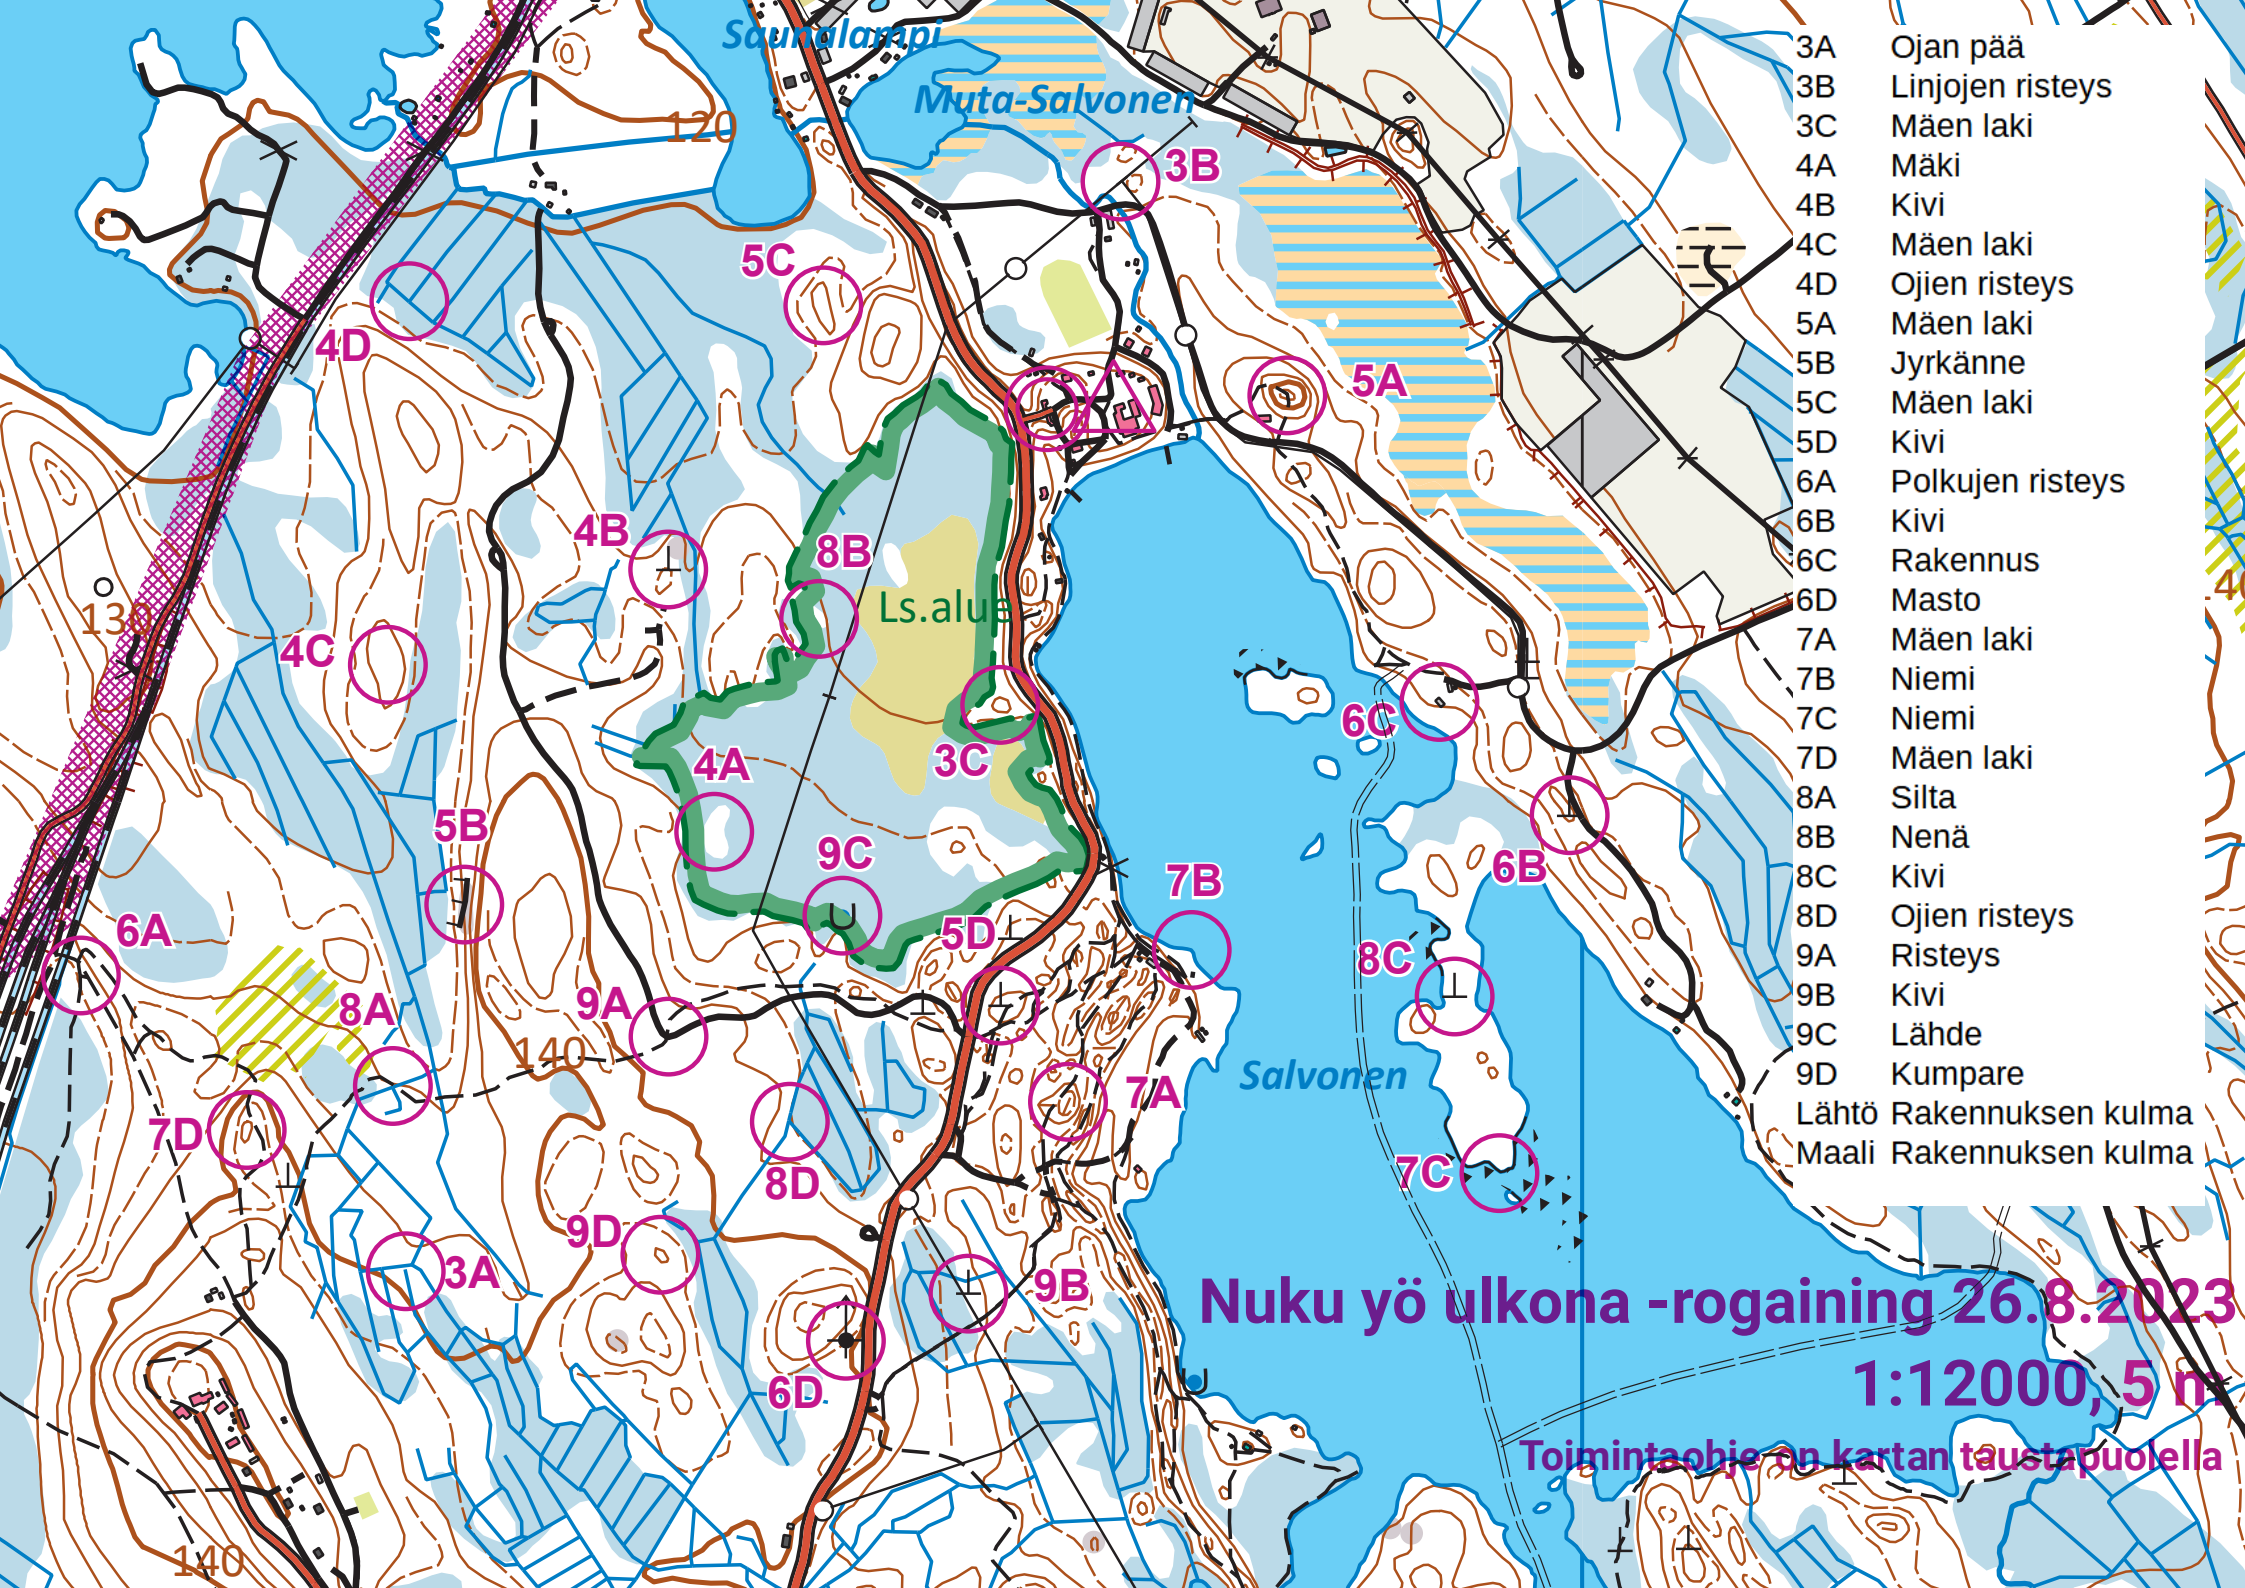 Saunalampi
Muta-Salvonen
120
3B
5C
4D
5A
4B
8B
Ls.alue
130
4C
6C
3C
4A
5B
9C
7B
6B
6A
5D
8C
8A
9A
140
Salvonen
7A
7D
7C
8D
9D
3A
9B
6D
140
3A Ojan pää
3B Linjojen risteys
3C Mäen laki
4A Mäki
4B Kivi
4C Mäen laki
4D Ojien risteys
5A Mäen laki
5B Jyrkänne
5C Mäen laki
5D Kivi
6A Polkujen risteys
6B Kivi
6C Rakennus
6D Masto
7A Mäen laki
7B Niemi
7C Niemi
7D Mäen laki
8A Silta
8B Nenä
8C Kivi
8D Ojien risteys
9A Risteys
9B Kivi
9C Lähde
9D Kumpare
Lähtö Rakennuksen kulma
Maali Rakennuksen kulma
Nuku yö ulkona -rogaining 26.8.2023
1:12000, 5 m
Toimintaohje on kartan taustapuolella